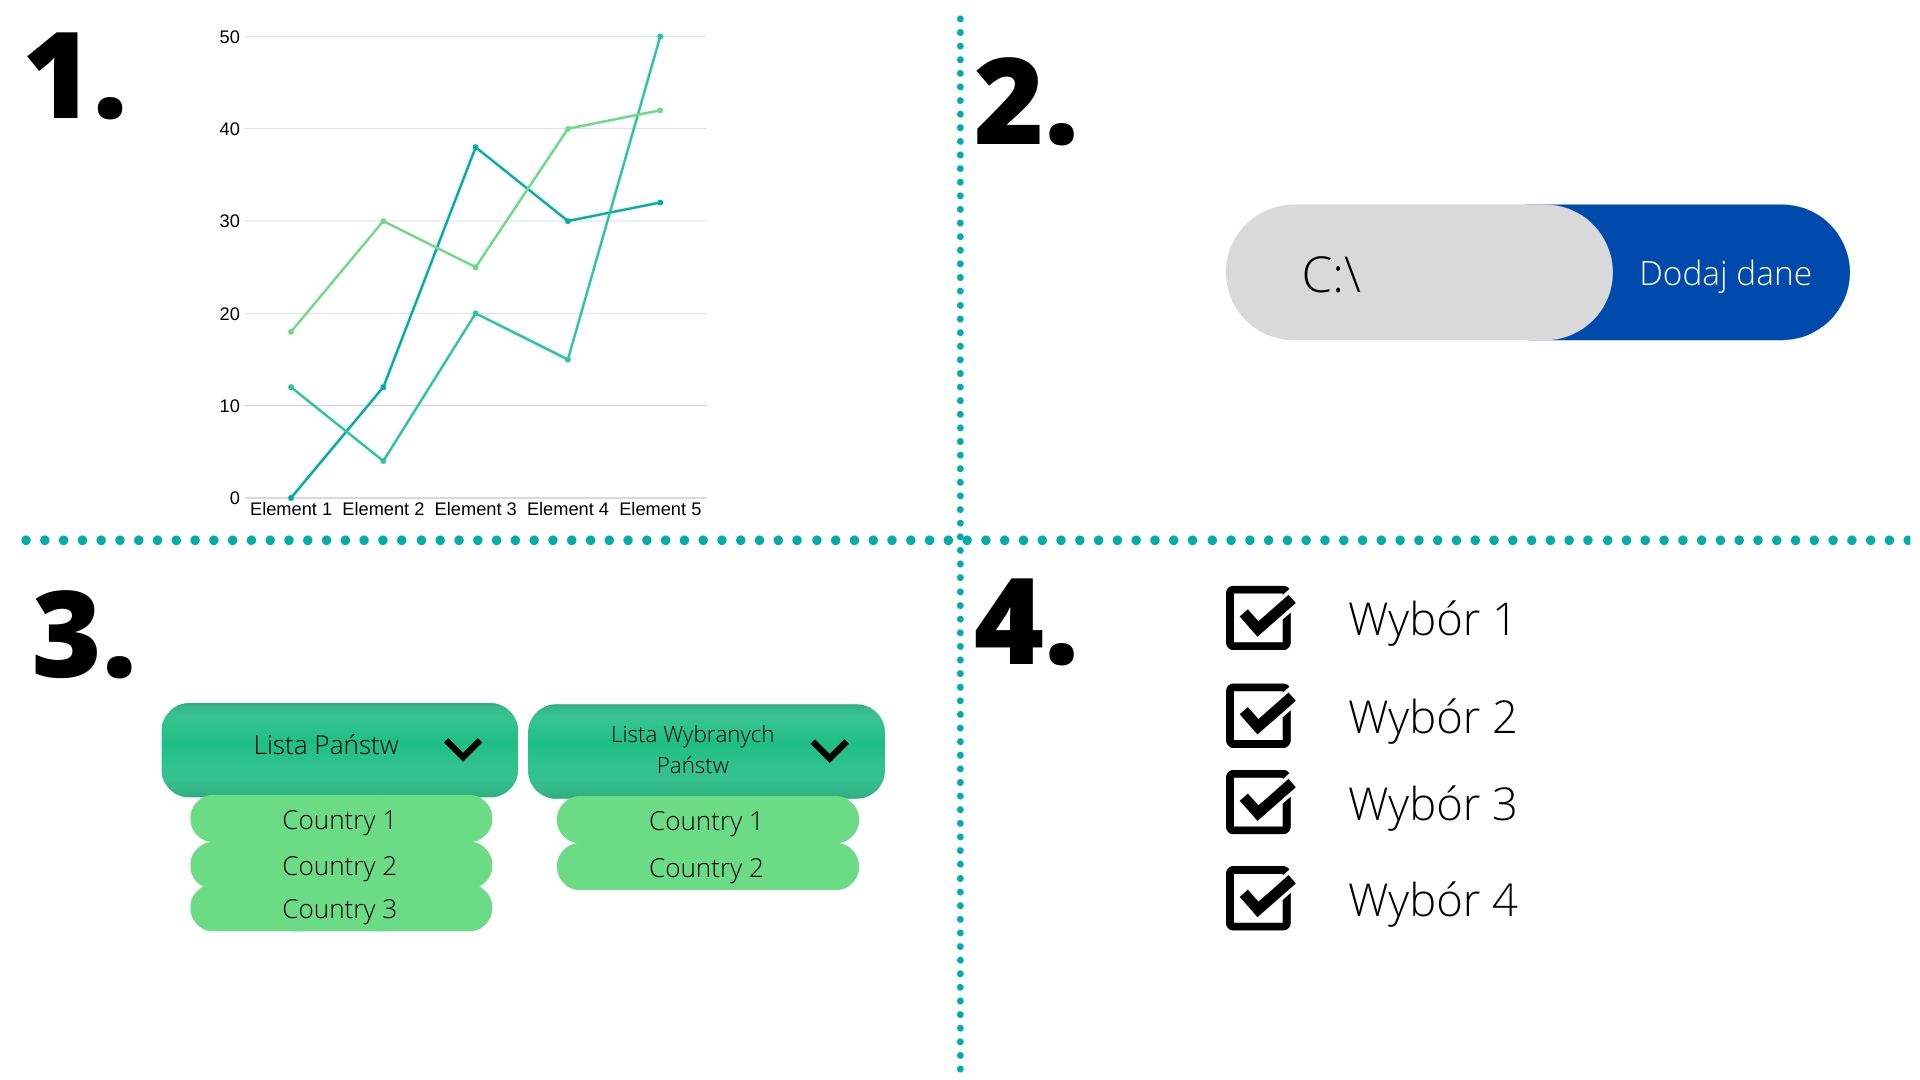 1.
50
40
30
20
10
0
Element 1 Element 2 Element 3 Element 4 Element 5
2.
C:\
Dodaj dane
3.
Lista Państw
Country 1
Country 2
Country 3
Lista Wybranych
Państw
Country 1
Country 2
4.
Wybór 1
Wybór 2
Wybór 3
Wybór 4